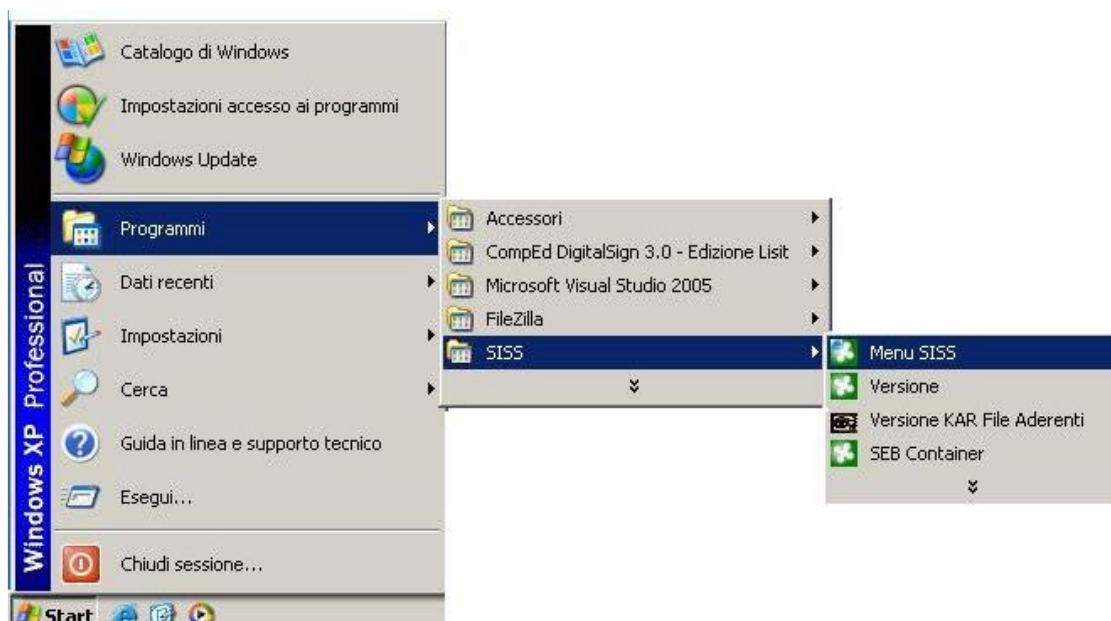 Catalogo di Windows
Impostazioni accesso ai programmi
Windows Update
Programmi
Dati recenti
Impostazioni
Cerca
Guida in linea e supporto tecnico
Esegui...
Chiudi sessione...
Windows XP Professional
Start
Accessori
CompEd DigitalSign 3.0 - Edizione Lisit
Microsoft Visual Studio 2005
FileZilla
SISS
Menu SISS
Versione
Versione KAR File Aderenti
SEB Container